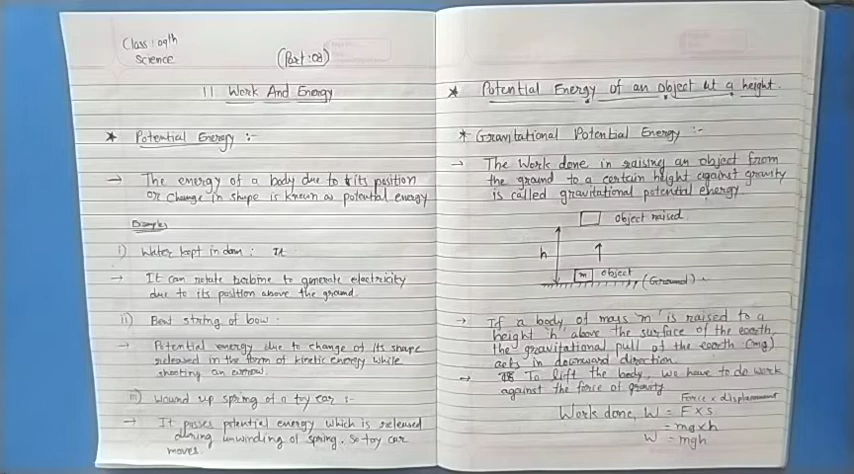 Class: 09th
Science
(Part: 03)
11. Work And Energy
* Potential Energy :-
→ The energy of a body due to its position
or change in shape is known as potential energy
Examples
i) Water kept in dam: It
→ It can rotate turbine to generate electricity
due to its position above the ground.
ii) Bent string of bow:
→ Potential energy due to change of its shape
released in the form of kinetic energy while
shooting an arrow.
iii) Wound up spring of a toy car :-
→ It posses potential energy which is released
during unwinding of spring. So toy car
moves.
* Potential Energy of an object at a height.
* Gravitational Potential Energy :-
→ The Work done in raising an object from
the ground to a certain height against gravity
is called gravitational potential energy
object raised
h
m object
(Ground)
→ If a body of mass 'm' is raised to a
height 'h' above the surface of the earth,
the gravitational pull of the earth (mg)
acts in downward direction.
→ To lift the body, we have to do work
against the force of gravity.
Force x displacement
Work done, W = F x s
= mg x h
W = mgh